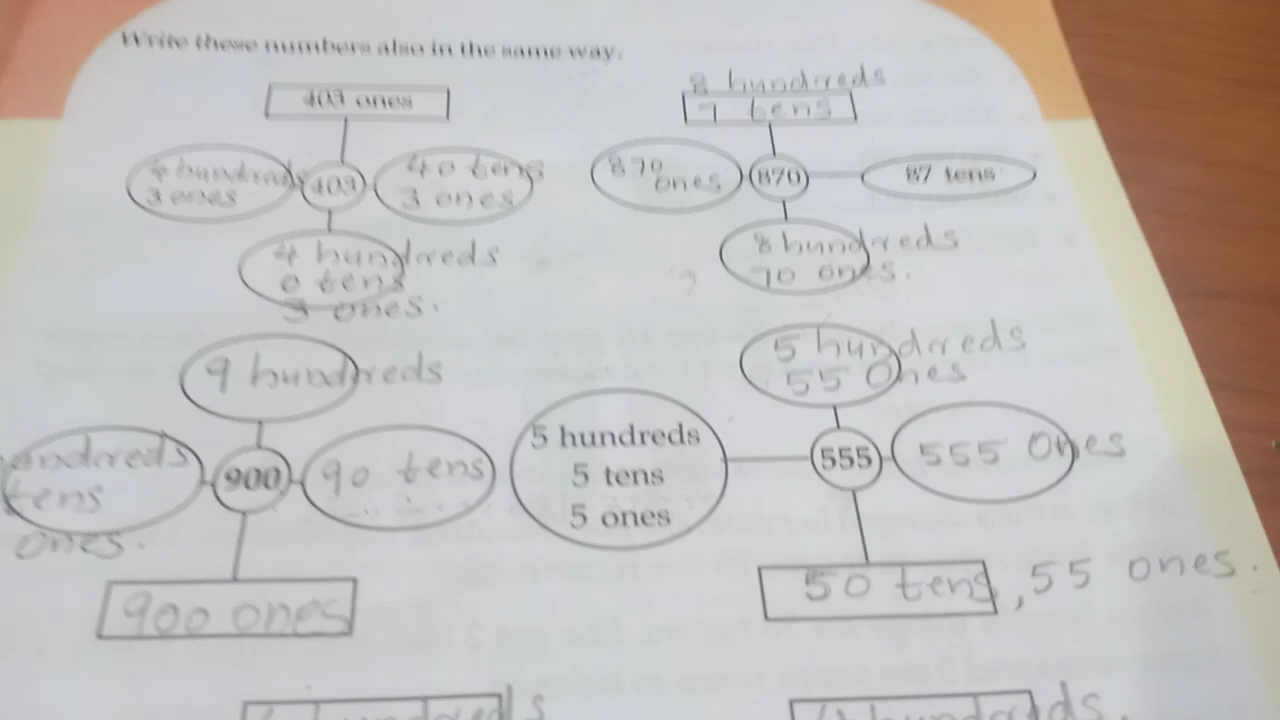 Write these numbers also in the same way.
403 ones
4 hundreds
3 ones
403
40 tens
3 ones
4 hundreds
0 tens
3 ones.
8 hundreds
7 tens
870
ones
870
87 tens
8 hundreds
70 ones.
9 hundreds
tens
ones.
900
90 tens
900 ones
5 hundreds
55 Ones
5 hundreds
5 tens
5 ones
555
555 Ones
50 tens, 55 ones.